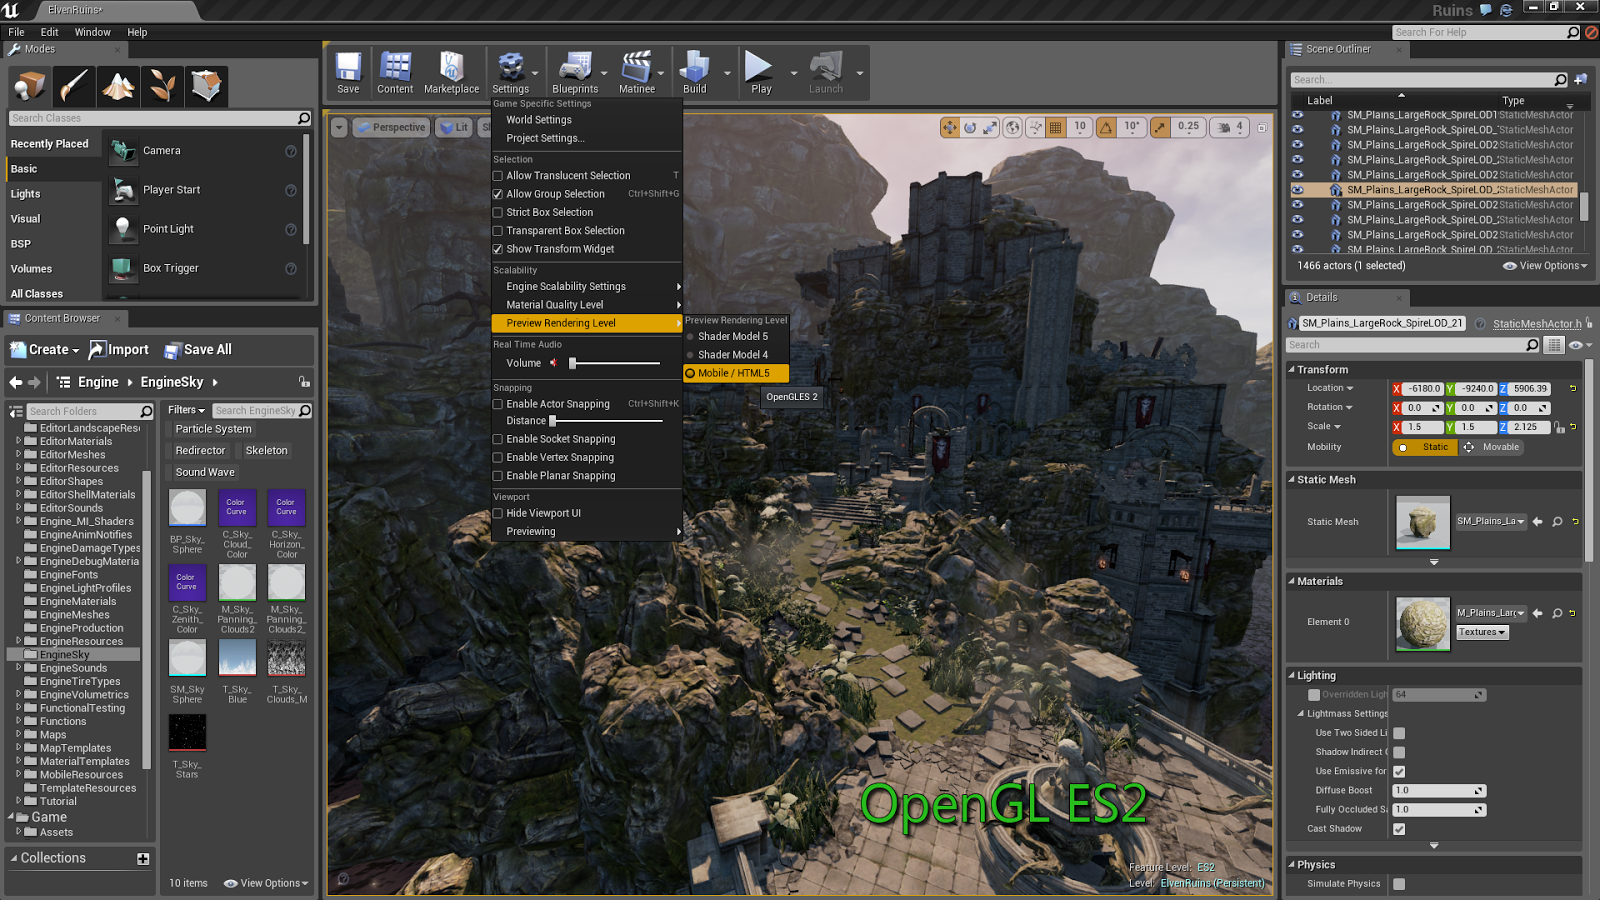 ElvenRuins*
Ruins
File Edit Window Help
Search For Help
Modes
Search Classes
Recently Placed
Basic
Lights
Visual
BSP
Volumes
All Classes
Camera
Player Start
Point Light
Box Trigger
Content Browser
Create Import Save All
Engine EngineSky
Search Folders
EditorLandscapeRes
EditorMaterials
EditorMeshes
EditorResources
EditorShapes
EditorShellMaterials
EditorSounds
Engine_MI_Shaders
EngineAnimNotifies
EngineDamageTypes
EngineDebugMateria
EngineFonts
EngineLightProfiles
EngineMaterials
EngineMeshes
EngineProduction
EngineResources
EngineSky
EngineSounds
EngineTireTypes
EngineVolumetrics
FunctionalTesting
Functions
Maps
MapTemplates
MaterialTemplates
MobileResources
TemplateResources
Tutorial
Game
Assets
Collections
Filters Search EngineSky
Particle System
Redirector Skeleton
Sound Wave
Color Curve
Color Curve
BP_Sky_
Sphere
C_Sky_
Cloud_
Color
C_Sky_
Horizon_
Color
Color Curve
C_Sky_
Zenith_
Color
M_Sky_
Panning_
Clouds2
M_Sky_
Panning_
Clouds2_
SM_Sky
Sphere
T_Sky_
Blue
T_Sky_
Clouds_M
T_Sky_
Stars
10 items View Options
Save Content Marketplace Settings Blueprints Matinee Build Play Launch
Perspective Lit Sh
10 10° 0.25 4
Game Specific Settings
World Settings
Project Settings...
Selection
Allow Translucent Selection T
Allow Group Selection Ctrl+Shift+G
Strict Box Selection
Transparent Box Selection
Show Transform Widget
Scalability
Engine Scalability Settings
Material Quality Level
Preview Rendering Level
Real Time Audio
Volume
Snapping
Enable Actor Snapping Ctrl+Shift+K
Distance
Enable Socket Snapping
Enable Vertex Snapping
Enable Planar Snapping
Viewport
Hide Viewport UI
Previewing
Preview Rendering Level
Shader Model 5
Shader Model 4
Mobile / HTML5
OpenGLES 2
OpenGL ES2
Feature Level: ES2
Level: ElvenRuins (Persistent)
Scene Outliner
Search...
Label Type
SM_Plains_LargeRock_SpireLOD1 StaticMeshActor
SM_Plains_LargeRock_SpireLOD_ StaticMeshActor
SM_Plains_LargeRock_SpireLOD2 StaticMeshActor
SM_Plains_LargeRock_SpireLOD_ StaticMeshActor
SM_Plains_LargeRock_SpireLOD2 StaticMeshActor
SM_Plains_LargeRock_SpireLOD_ StaticMeshActor
SM_Plains_LargeRock_SpireLOD2 StaticMeshActor
SM_Plains_LargeRock_SpireLOD_ StaticMeshActor
SM_Plains_LargeRock_SpireLOD2 StaticMeshActor
SM_Plains_LargeRock_SpireLOD_ StaticMeshActor
1466 actors (1 selected) View Options
Details
SM_Plains_LargeRock_SpireLOD_21 StaticMeshActor.h
Search
Transform
Location X -6180.0 Y -9240.0 Z 5906.39
Rotation X 0.0 Y 0.0 Z 0.0
Scale X 1.5 Y 1.5 Z 2.125
Mobility Static Movable
Static Mesh
Static Mesh SM_Plains_La
Materials
Element 0 M_Plains_Larg
Textures
Lighting
Overridden Ligh 64
Lightmass Settings
Use Two Sided Li
Shadow Indirect
Use Emissive for
Diffuse Boost 1.0
Fully Occluded Sa 1.0
Cast Shadow
Physics
Simulate Physics